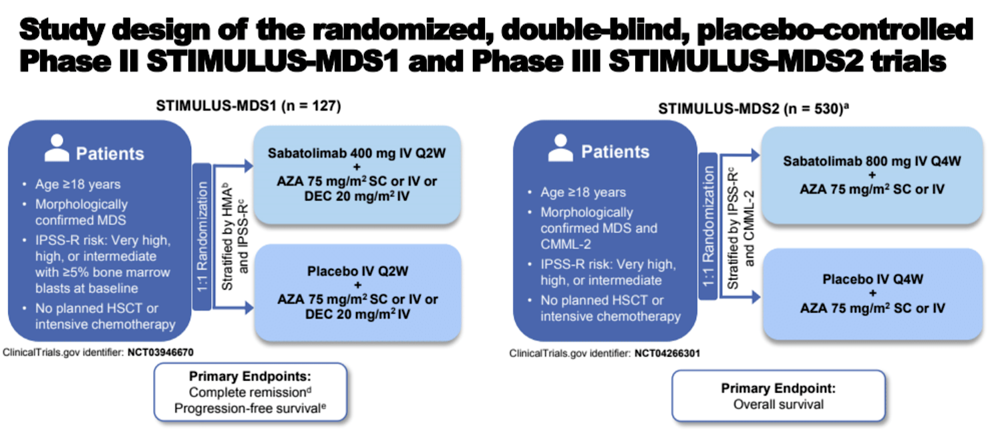 Study design of the randomized, double-blind, placebo-controlled
Phase II STIMULUS-MDS1 and Phase III STIMULUS-MDS2 trials
STIMULUS-MDS1 (n = 127)
Patients
• Age ≥18 years
• Morphologically
confirmed MDS
• IPSS-R risk: Very high,
high, or intermediate
with ≥5% bone marrow
blasts at baseline
• No planned HSCT or
intensive chemotherapy
1:1 Randomization
Stratified by HMAᵇ
and IPSS-Rᶜ
Sabatolimab 400 mg IV Q2W
+
AZA 75 mg/m² SC or IV or
DEC 20 mg/m² IV
Placebo IV Q2W
+
AZA 75 mg/m² SC or IV or
DEC 20 mg/m² IV
ClinicalTrials.gov identifier: NCT03946670
Primary Endpoints:
Complete remissionᵈ
Progression-free survivalᵉ
STIMULUS-MDS2 (n = 530)ᵃ
Patients
• Age ≥18 years
• Morphologically
confirmed MDS and
CMML-2
• IPSS-R risk: Very high,
high, or intermediate
• No planned HSCT or
intensive chemotherapy
1:1 Randomization
Stratified by IPSS-Rᶜ
and CMML-2
Sabatolimab 800 mg IV Q4W
+
AZA 75 mg/m² SC or IV
Placebo IV Q4W
+
AZA 75 mg/m² SC or IV
ClinicalTrials.gov identifier: NCT04266301
Primary Endpoint:
Overall survival